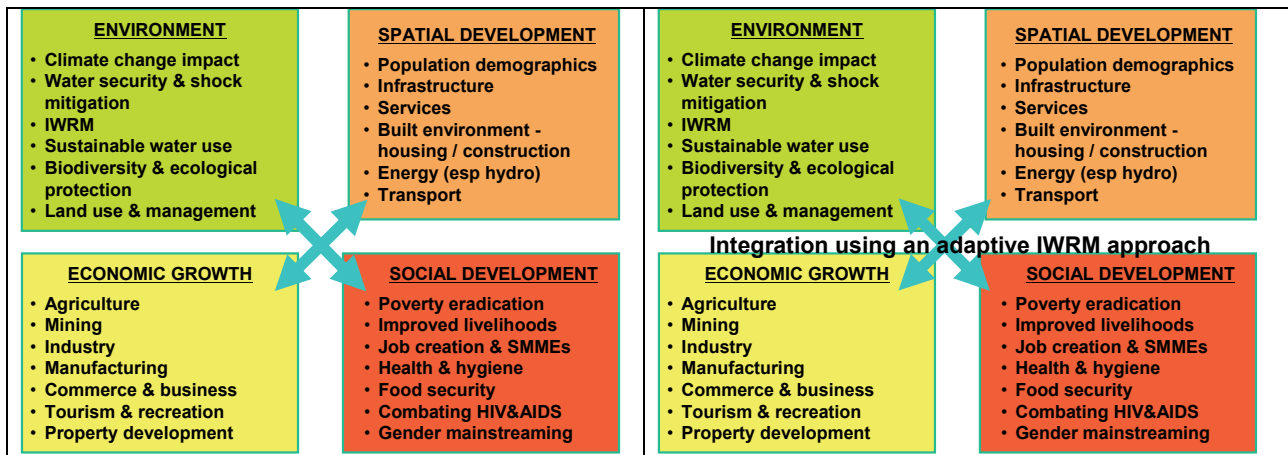 ENVIRONMENT
• Climate change impact
• Water security & shock
mitigation
• IWRM
• Sustainable water use
• Biodiversity & ecological
protection
• Land use & management
SPATIAL DEVELOPMENT
• Population demographics
• Infrastructure
• Services
• Built environment -
housing / construction
• Energy (esp hydro)
• Transport
ECONOMIC GROWTH
• Agriculture
• Mining
• Industry
• Manufacturing
• Commerce & business
• Tourism & recreation
• Property development
SOCIAL DEVELOPMENT
• Poverty eradication
• Improved livelihoods
• Job creation & SMMEs
• Health & hygiene
• Food security
• Combating HIV&AIDS
• Gender mainstreaming
ENVIRONMENT
• Climate change impact
• Water security & shock
mitigation
• IWRM
• Sustainable water use
• Biodiversity & ecological
protection
• Land use & management
SPATIAL DEVELOPMENT
• Population demographics
• Infrastructure
• Services
• Built environment -
housing / construction
• Energy (esp hydro)
• Transport
Integration using an adaptive IWRM approach
ECONOMIC GROWTH
• Agriculture
• Mining
• Industry
• Manufacturing
• Commerce & business
• Tourism & recreation
• Property development
SOCIAL DEVELOPMENT
• Poverty eradication
• Improved livelihoods
• Job creation & SMMEs
• Health & hygiene
• Food security
• Combating HIV&AIDS
• Gender mainstreaming